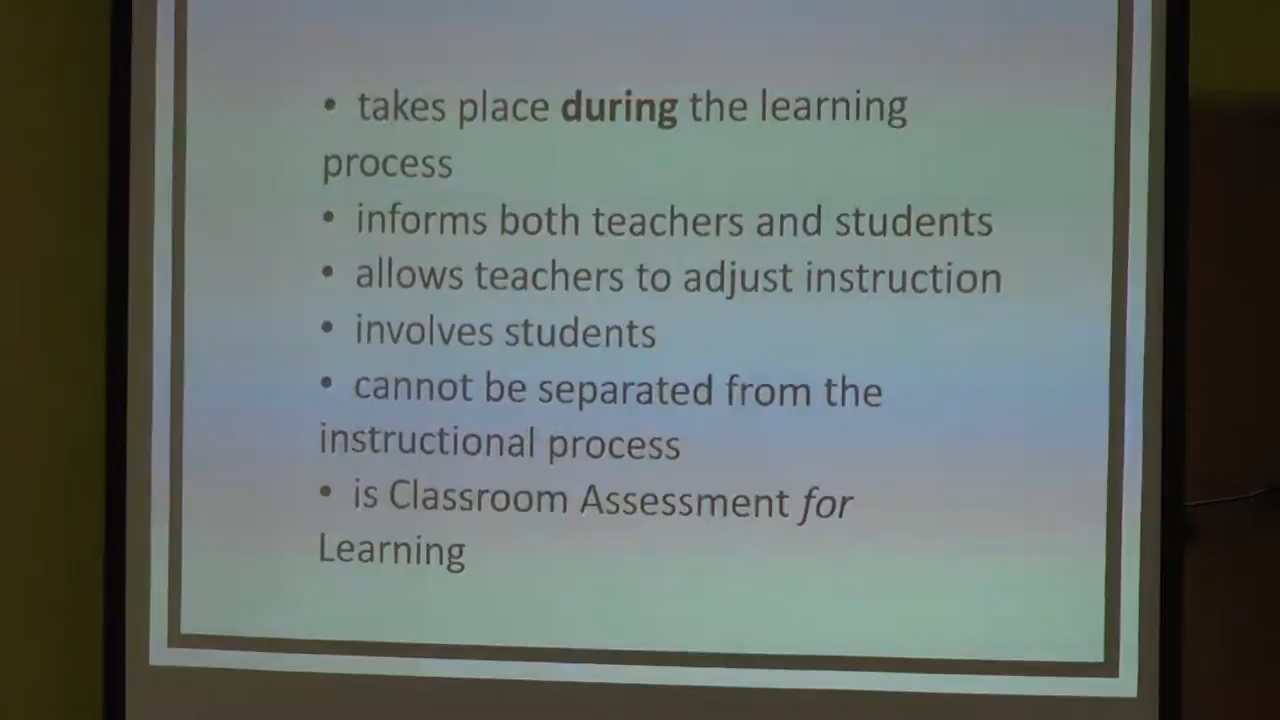 • takes place during the learning
process
• informs both teachers and students
• allows teachers to adjust instruction
• involves students
• cannot be separated from the
instructional process
• is Classroom Assessment for
Learning